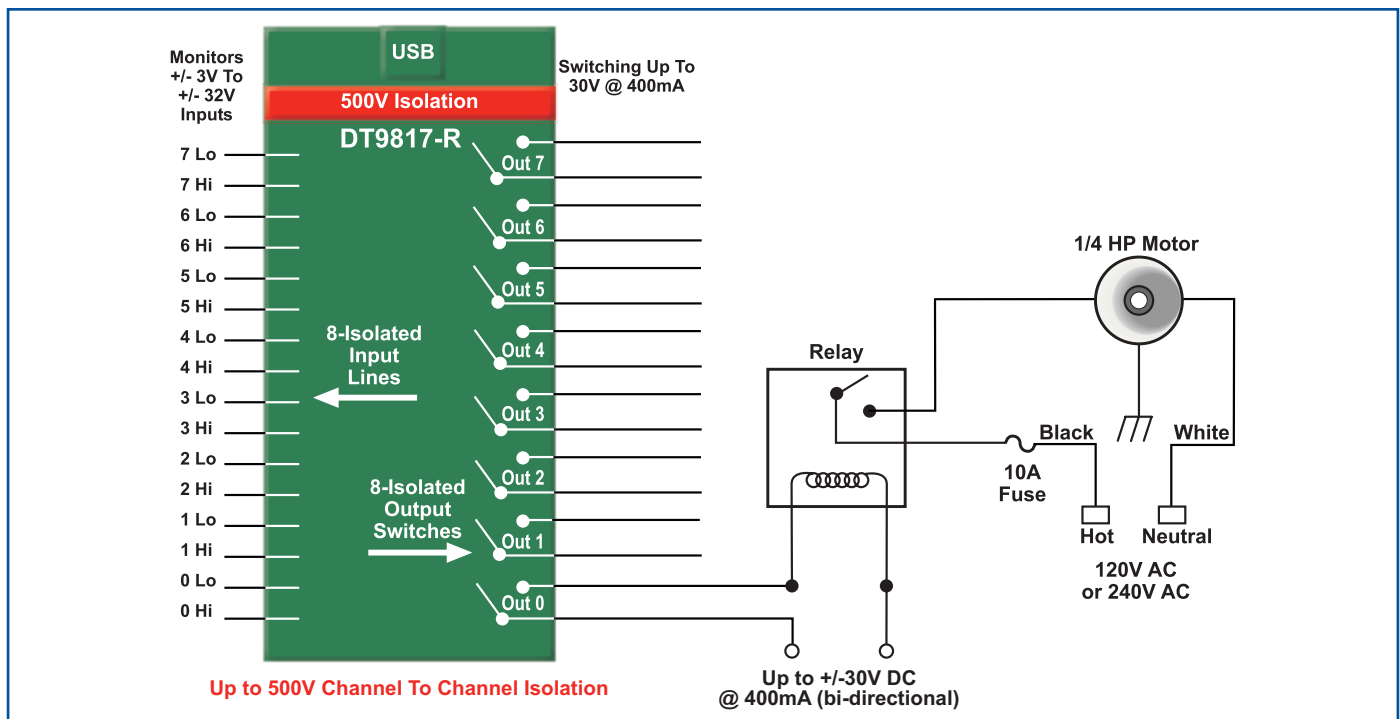 USB
500V Isolation
DT9817-R
Monitors
+/- 3V To
+/- 32V
Inputs
Switching Up To
30V @ 400mA
7 Lo
7 Hi
6 Lo
6 Hi
5 Lo
5 Hi
4 Lo
4 Hi
3 Lo
3 Hi
2 Lo
2 Hi
1 Lo
1 Hi
0 Lo
0 Hi
8-Isolated
Input
Lines
8-Isolated
Output
Switches
Out 7
Out 6
Out 5
Out 4
Out 3
Out 2
Out 1
Out 0
Relay
1/4 HP Motor
Black
White
10A
Fuse
Hot
Neutral
120V AC
or 240V AC
Up to 500V Channel To Channel Isolation
Up to +/-30V DC
@ 400mA (bi-directional)